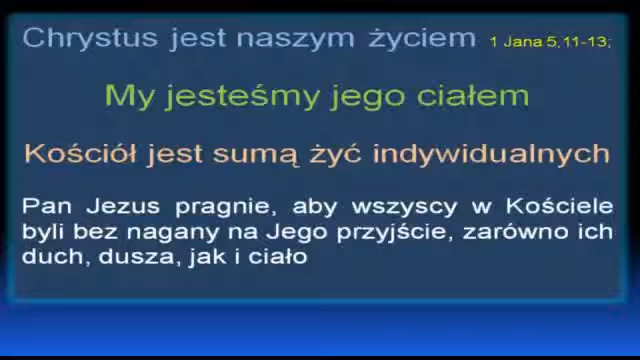 Chrystus jest naszym życiem 1 Jana 5,11-13;
My jesteśmy jego ciałem
Kościół jest sumą żyć indywidualnych
Pan Jezus pragnie, aby wszyscy w Kościele
byli bez nagany na Jego przyjście, zarówno ich
duch, dusza, jak i ciało